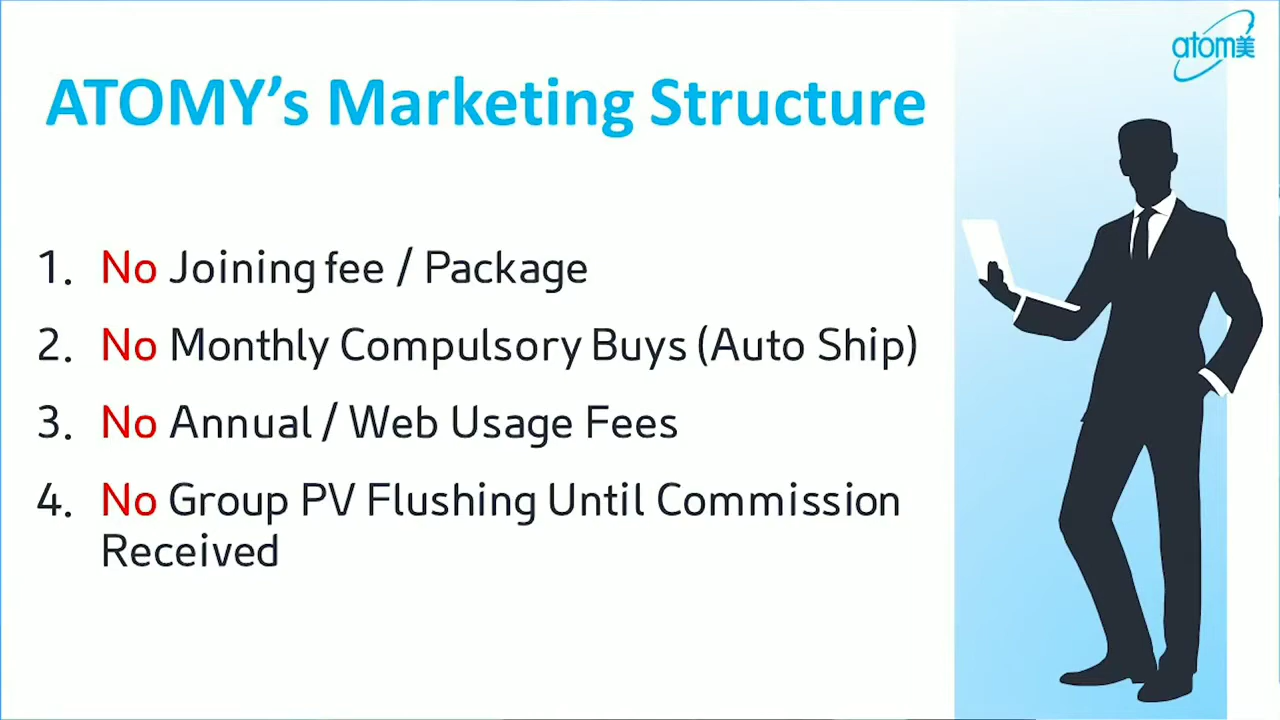 atom美
ATOMY’s Marketing Structure
1. No Joining fee / Package
2. No Monthly Compulsory Buys (Auto Ship)
3. No Annual / Web Usage Fees
4. No Group PV Flushing Until Commission
Received